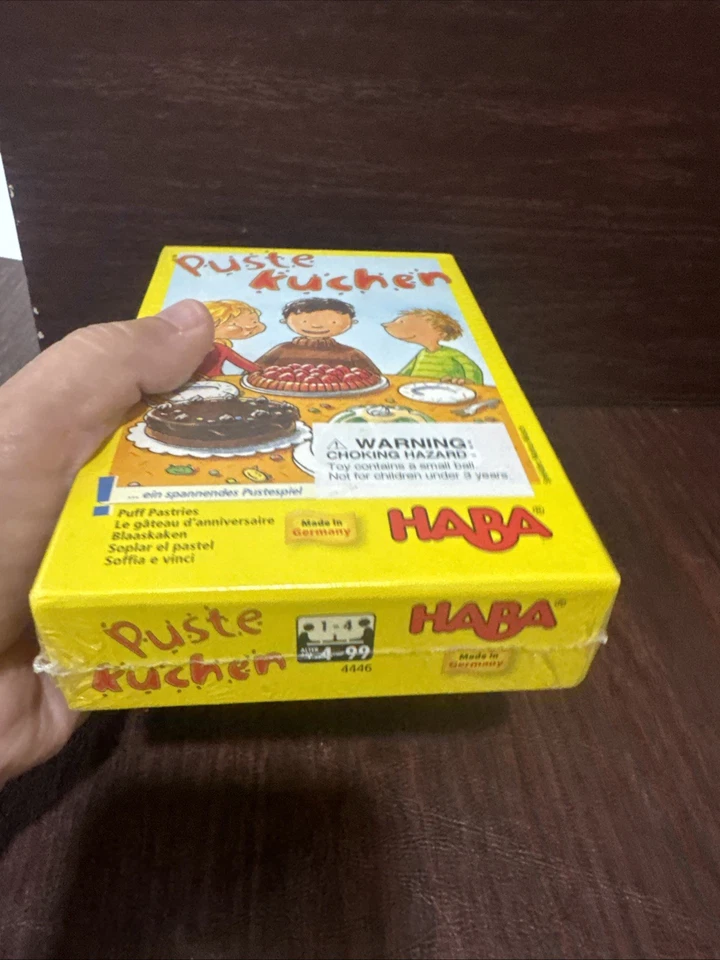 Puste
kuchen
⚠ WARNING:
CHOKING HAZARD -
Toy contains a small ball.
Not for children under 3 years.
... ein spannendes Pustespiel
Puff Pastries
Le gâteau d'anniversaire
Blaaskaken
Soplar el pastel
Soffia e vinci
Made in
Germany
HABA®
Puste
kuchen
1-4
ALTER
4-99
4446
HABA®
Made in
Germany